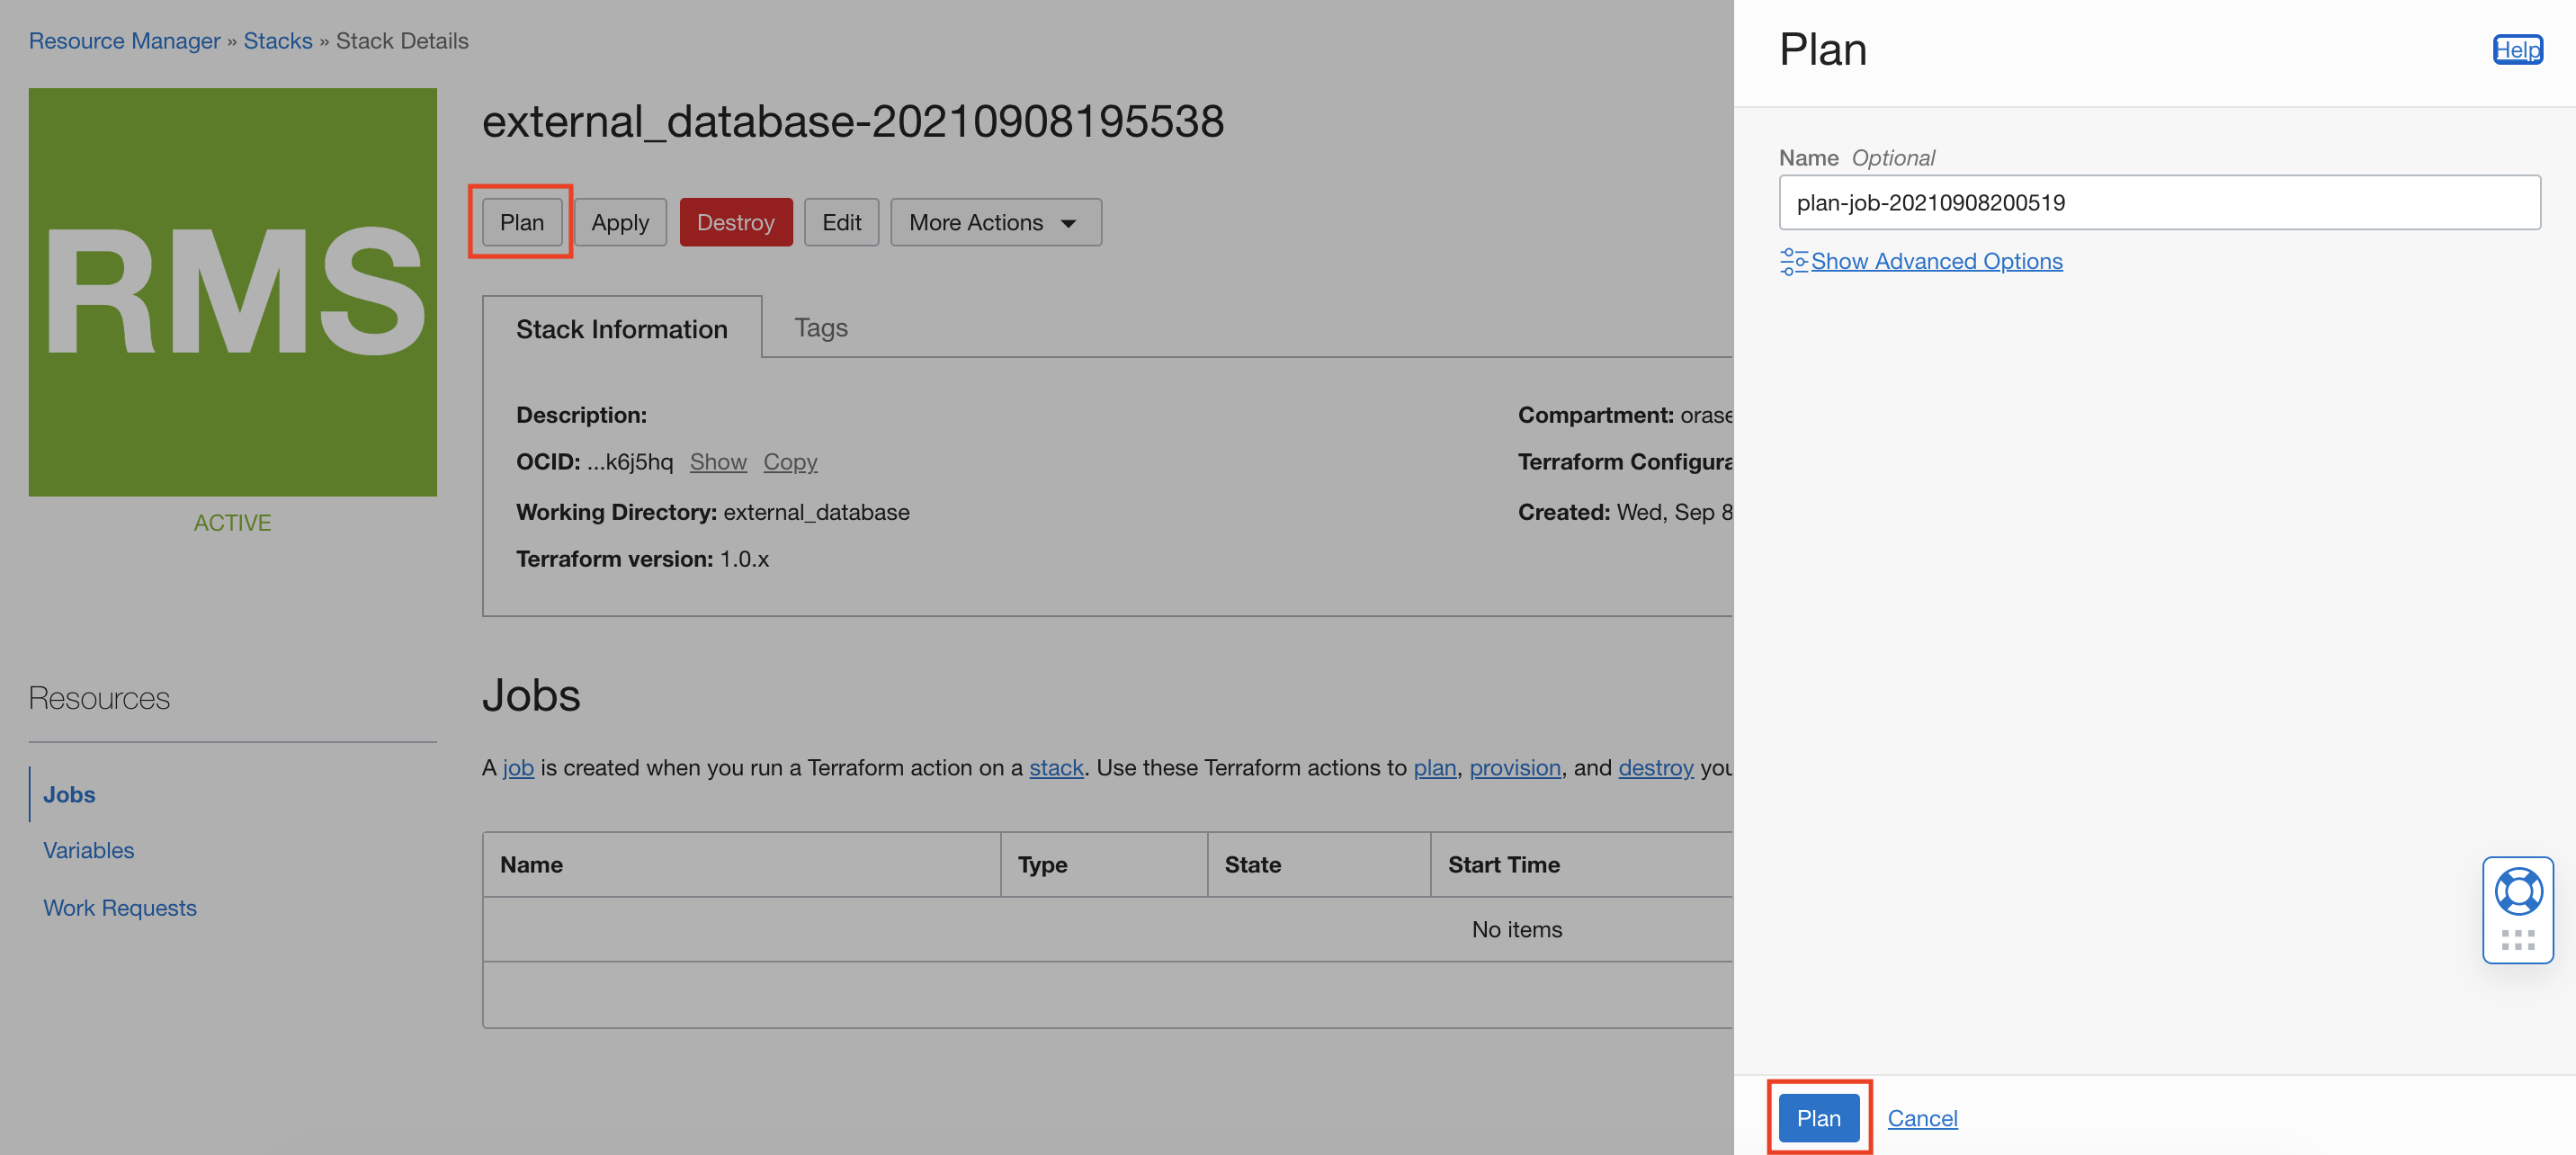 Resource Manager » Stacks » Stack Details
RMS
ACTIVE
external_database-20210908195538
Plan Apply Destroy Edit More Actions
Stack Information Tags
Description:
OCID: ...k6j5hq Show Copy
Working Directory: external_database
Terraform version: 1.0.x
Compartment: orase
Terraform Configura
Created: Wed, Sep 8
Resources
Jobs
Variables
Work Requests
Jobs
A job is created when you run a Terraform action on a stack. Use these Terraform actions to plan, provision, and destroy you
Name Type State Start Time
No items
Plan
Help
Name Optional
plan-job-20210908200519
Show Advanced Options
Plan Cancel